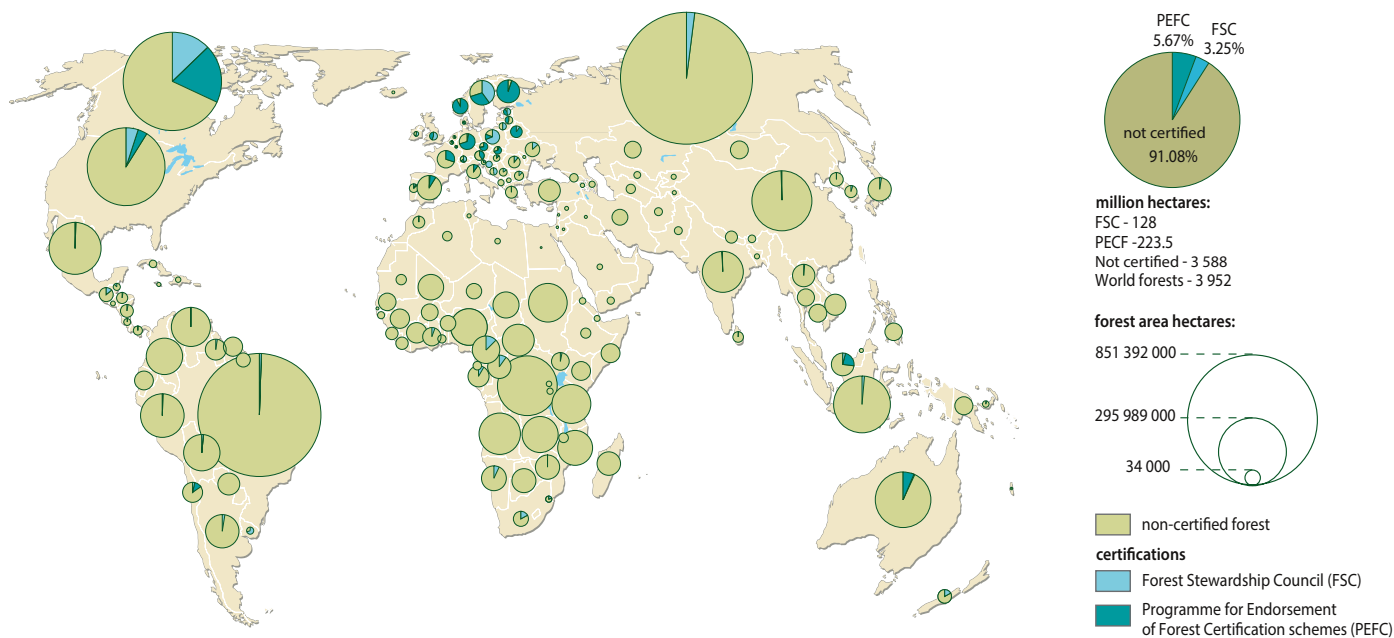 PEFC
5.67%
FSC
3.25%
not certified
91.08%
million hectares:
FSC - 128
PECF -223.5
Not certified - 3 588
World forests - 3 952
forest area hectares:
851 392 000
295 989 000
34 000
non-certified forest
certifications
Forest Stewardship Council (FSC)
Programme for Endorsement
of Forest Certification schemes (PEFC)